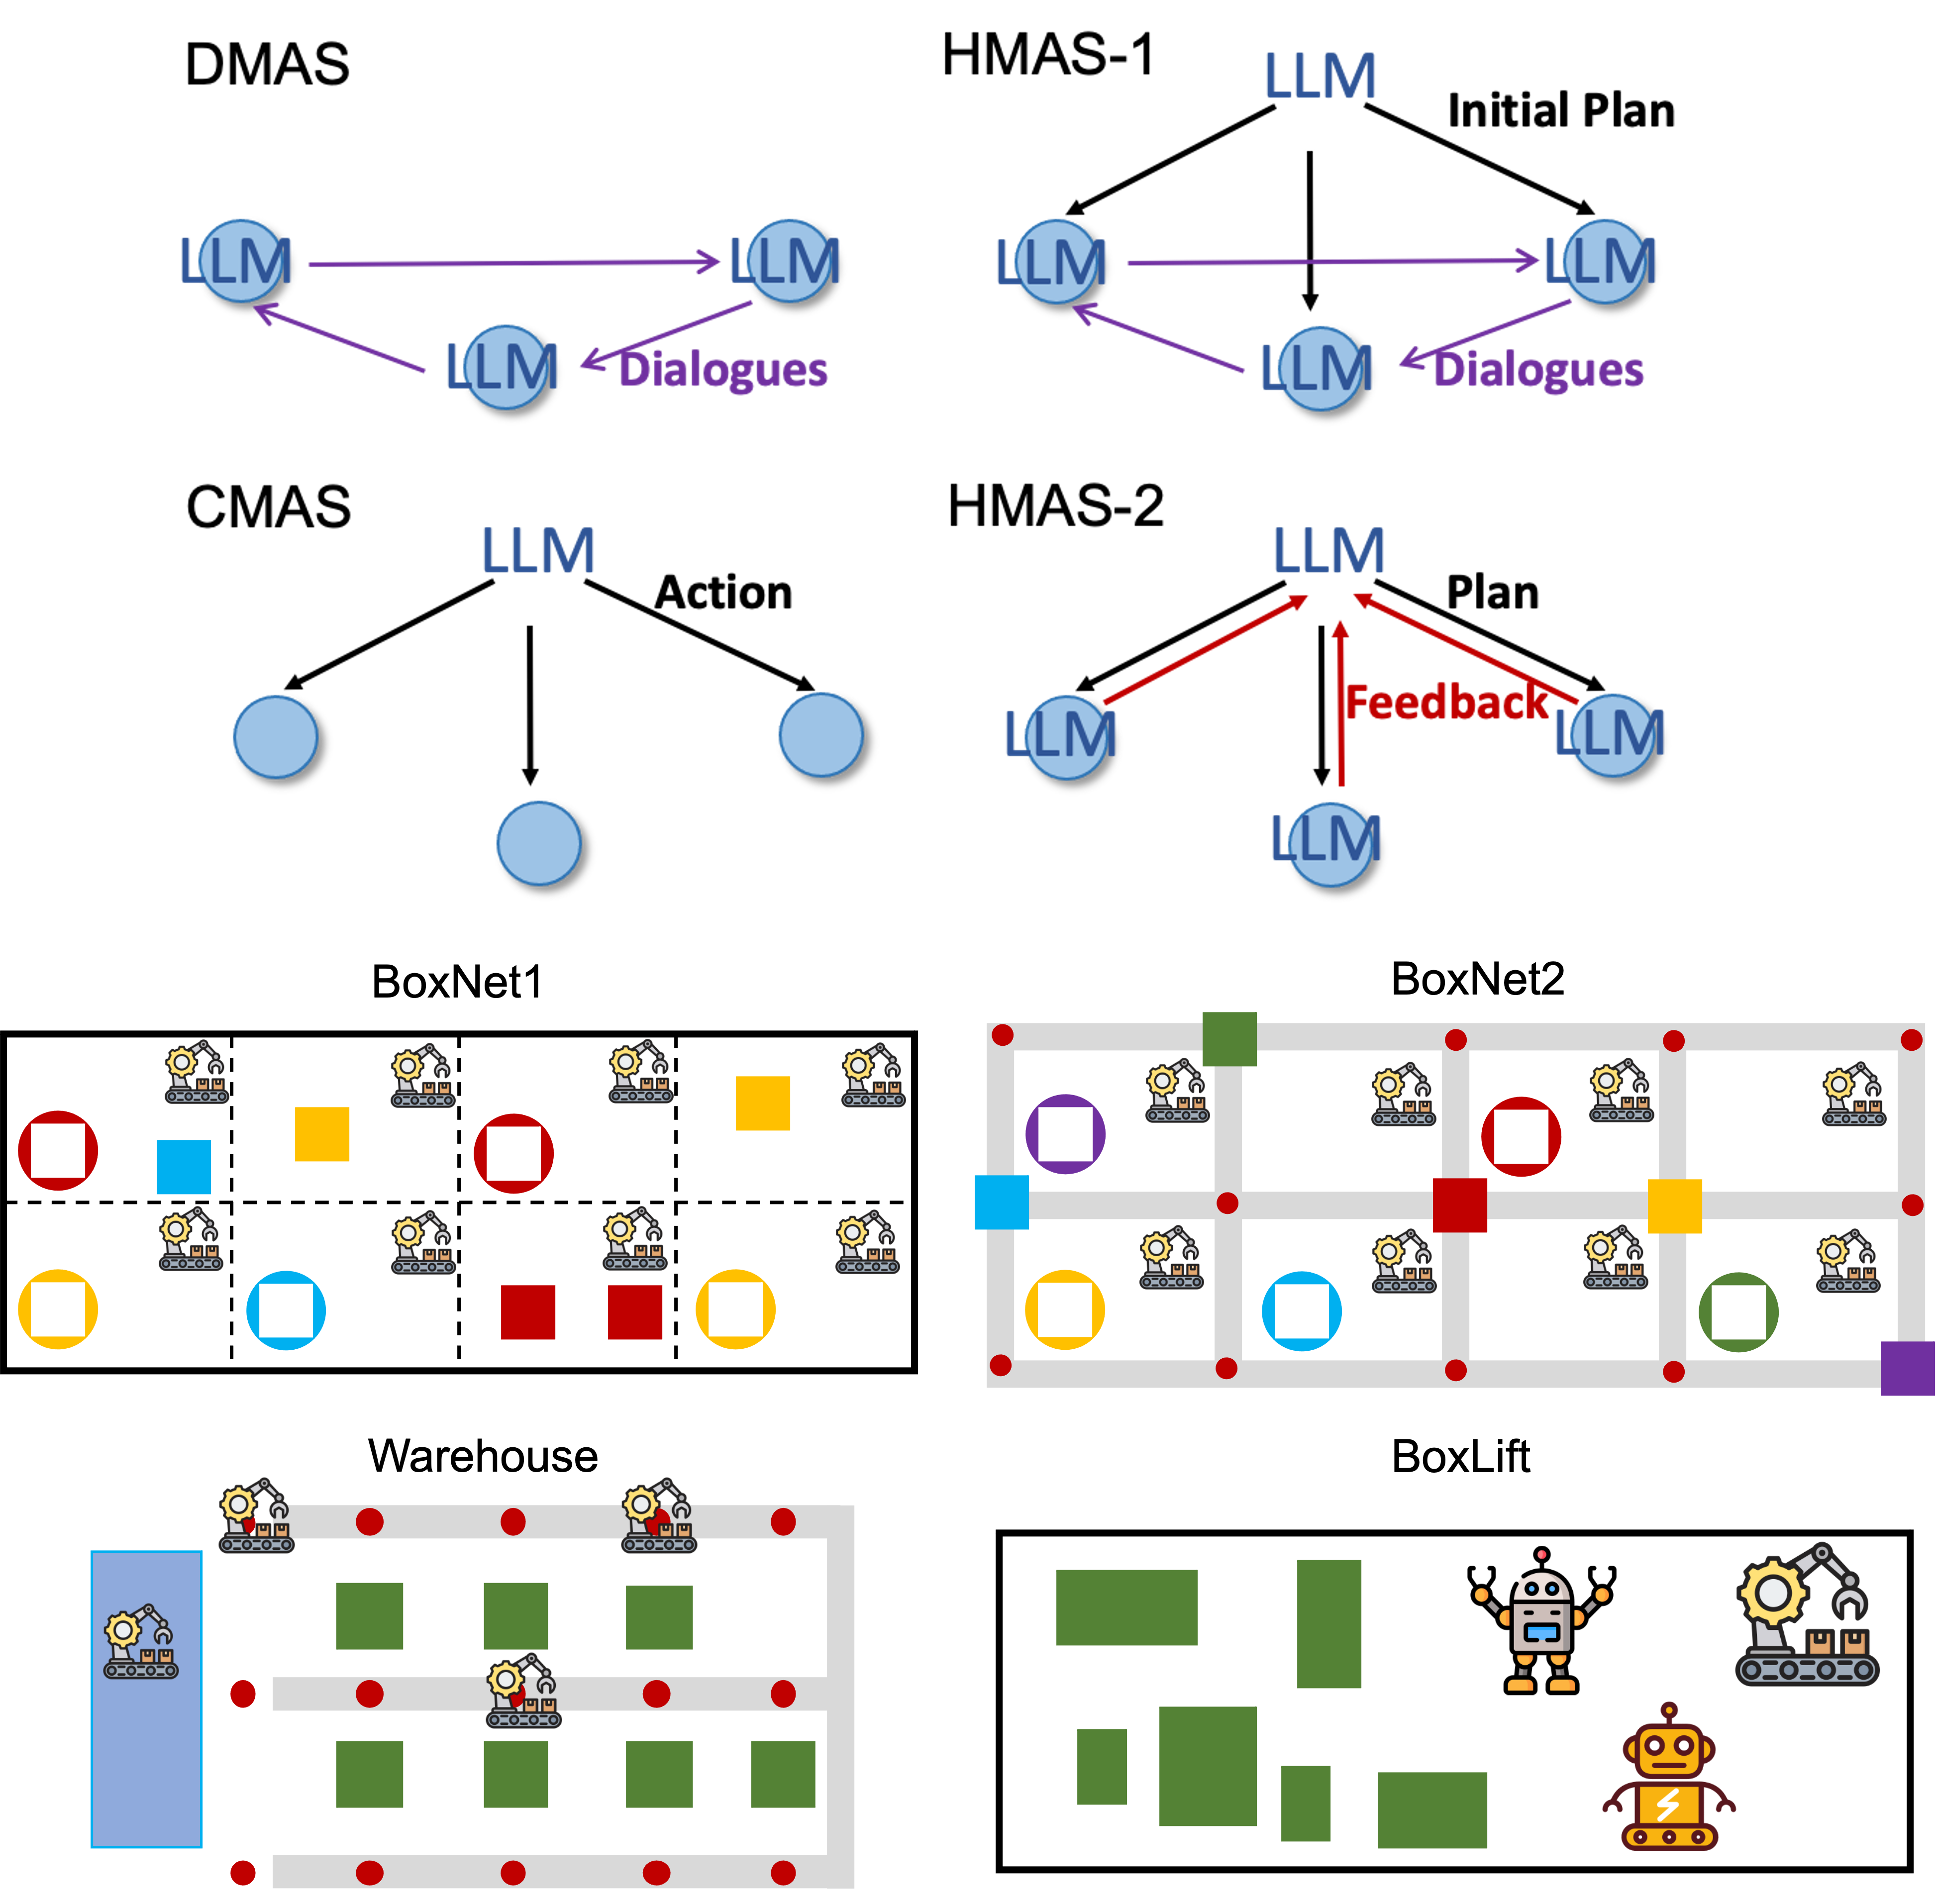 DMAS
LLM
LLM
LLM
Dialogues
HMAS-1
LLM
Initial Plan
LLM
LLM
LLM
Dialogues
CMAS
LLM
Action
HMAS-2
LLM
Plan
Feedback
LLM
LLM
LLM
BoxNet1
BoxNet2
Warehouse
BoxLift